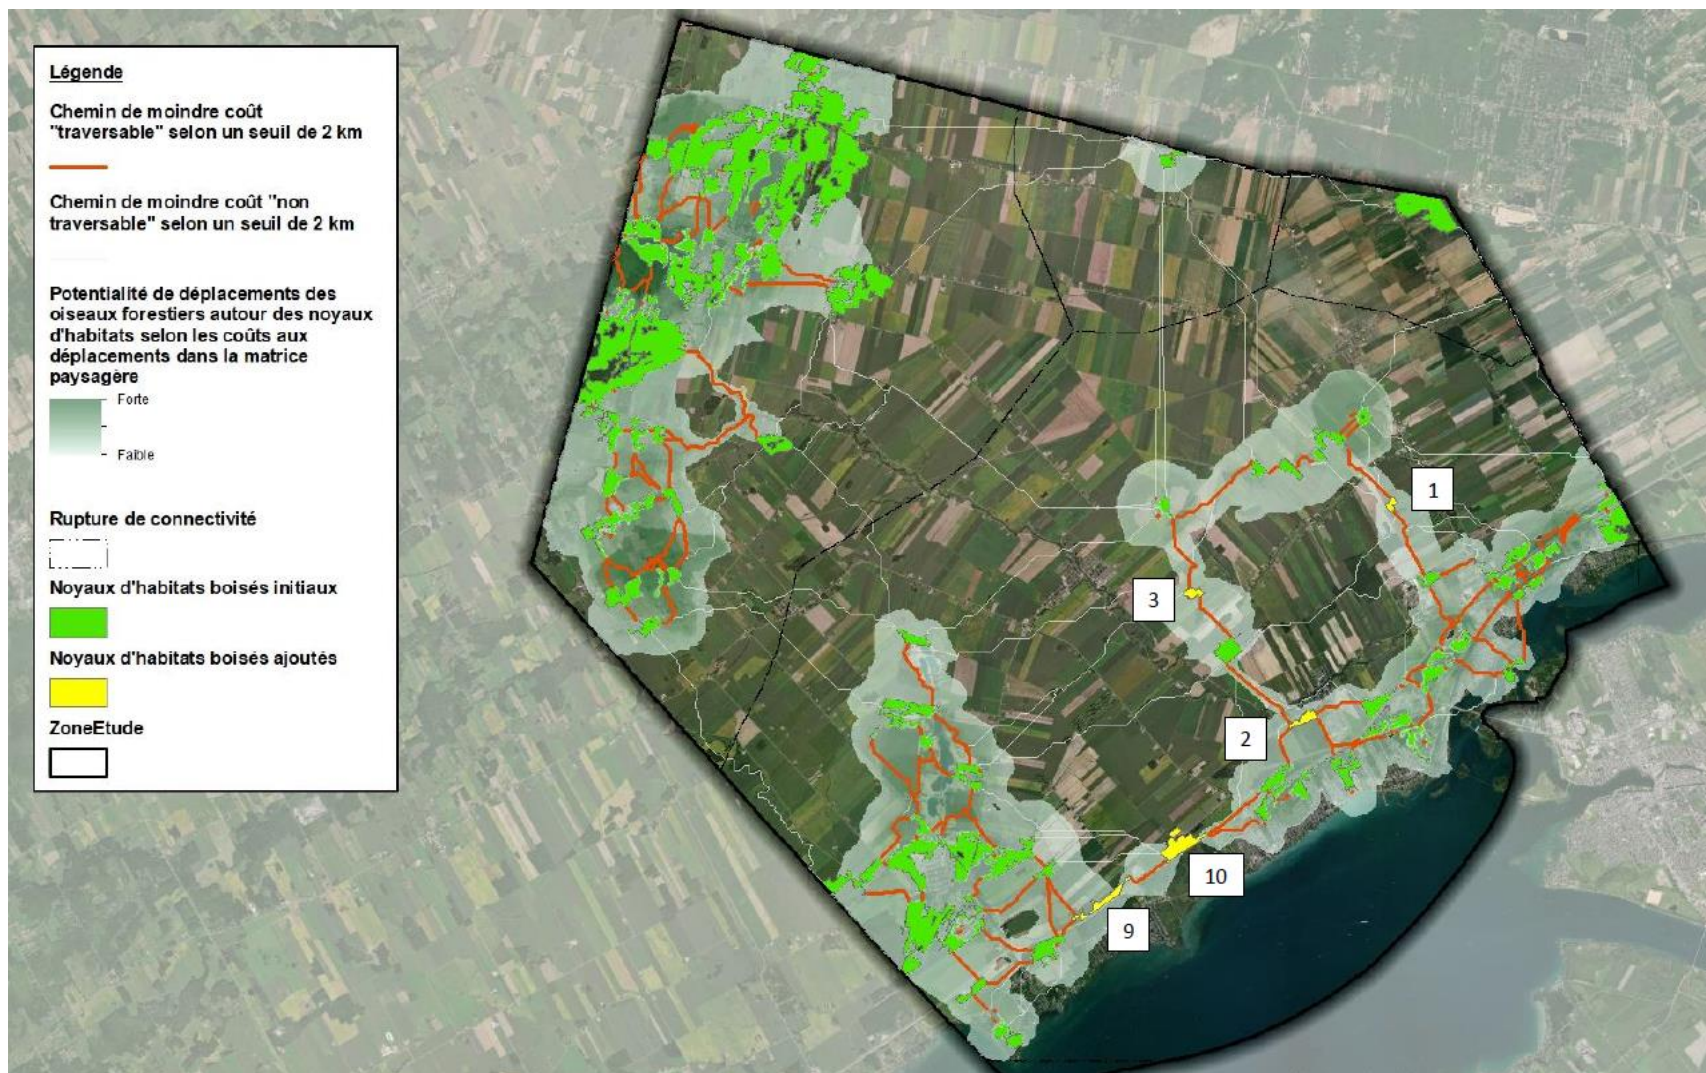 Légende
Chemin de moindre coût
"traversable" selon un seuil de 2 km
Chemin de moindre coût "non
traversable" selon un seuil de 2 km
Potentialité de déplacements des
oiseaux forestiers autour des noyaux
d'habitats selon les coûts aux
déplacements dans la matrice
paysagère
Forte
Faible
Rupture de connectivité
Noyaux d'habitats boisés initiaux
Noyaux d'habitats boisés ajoutés
ZoneEtude
1
3
2
10
9